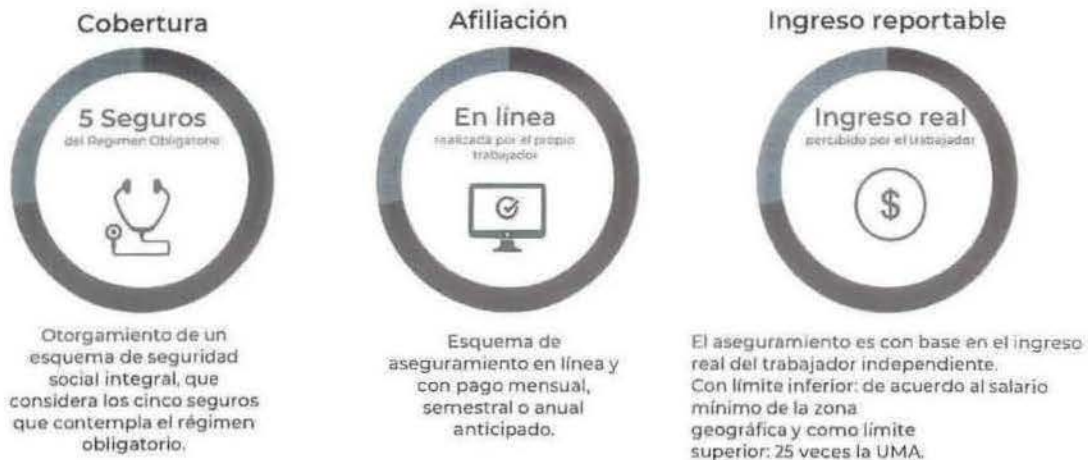 Cobertura
5 Seguros
del Regimen Obligatorio
Otorgamiento de un
esquema de seguridad
social integral, que
considera los cinco seguros
que contempla el régimen
obligatorio.
Afiliación
En línea
realizada por el propio
trabajador
Esquema de
aseguramiento en línea y
con pago mensual,
semestral o anual
anticipado.
Ingreso reportable
Ingreso real
percibido por el trabajador
$
El aseguramiento es con base en el ingreso
real del trabajador independiente.
Con límite inferior: de acuerdo al salario
mínimo de la zona
geográfica y como límite
superior: 25 veces la UMA.